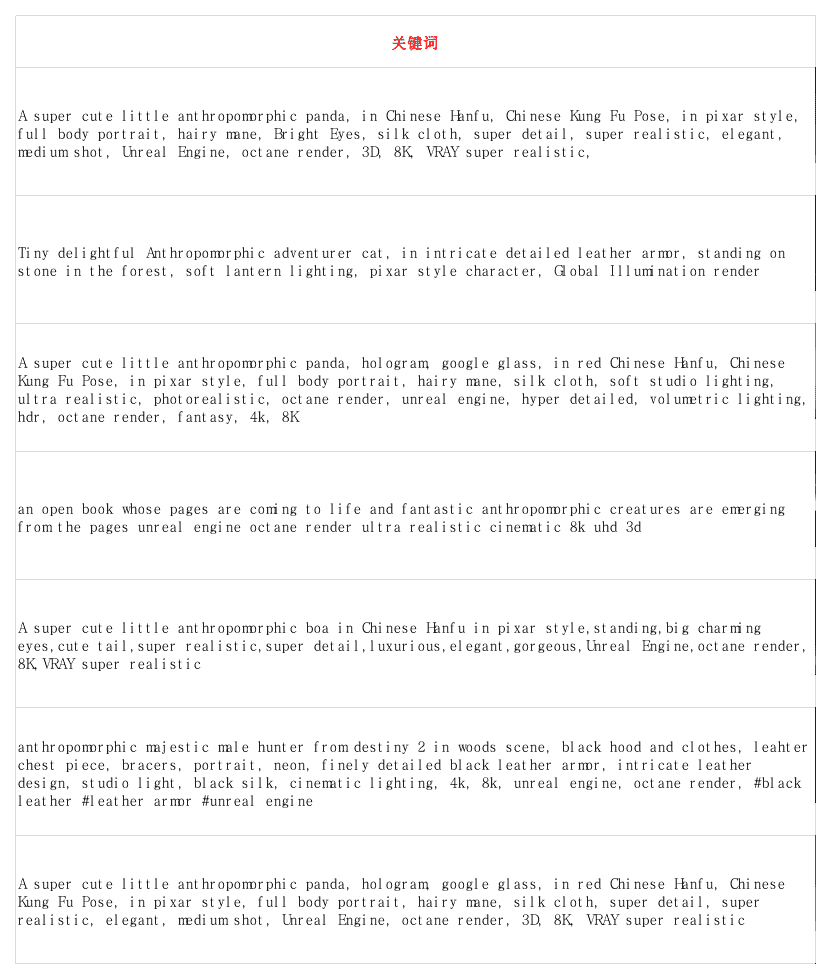 关键词
A super cute little anthropomorphic panda, in Chinese Hanfu, Chinese Kung Fu Pose, in pixar style,
full body portrait, hairy mane, Bright Eyes, silk cloth, super detail, super realistic, elegant,
medium shot, Unreal Engine, octane render, 3D, 8K, VRAY super realistic,
Tiny delightful Anthropomorphic adventurer cat, in intricate detailed leather armor, standing on
stone in the forest, soft lantern lighting, pixar style character, Global Illumination render
A super cute little anthropomorphic panda, hologram, google glass, in red Chinese Hanfu, Chinese
Kung Fu Pose, in pixar style, full body portrait, hairy mane, silk cloth, soft studio lighting,
ultra realistic, photorealistic, octane render, unreal engine, hyper detailed, volumetric lighting,
hdr, octane render, fantasy, 4k, 8K
an open book whose pages are coming to life and fantastic anthropomorphic creatures are emerging
from the pages unreal engine octane render ultra realistic cinematic 8k uhd 3d
A super cute little anthropomorphic boa in Chinese Hanfu in pixar style,standing,big charming
eyes,cute tail,super realistic,super detail,luxurious,elegant,gorgeous,Unreal Engine,octane render,
8K,VRAY super realistic
anthropomorphic majestic male hunter from destiny 2 in woods scene, black hood and clothes, leahter
chest piece, bracers, portrait, neon, finely detailed black leather armor, intricate leather
design, studio light, black silk, cinematic lighting, 4k, 8k, unreal engine, octane render, #black
leather #leather armor #unreal engine
A super cute little anthropomorphic panda, hologram, google glass, in red Chinese Hanfu, Chinese
Kung Fu Pose, in pixar style, full body portrait, hairy mane, silk cloth, super detail, super
realistic, elegant, medium shot, Unreal Engine, octane render, 3D, 8K, VRAY super realistic